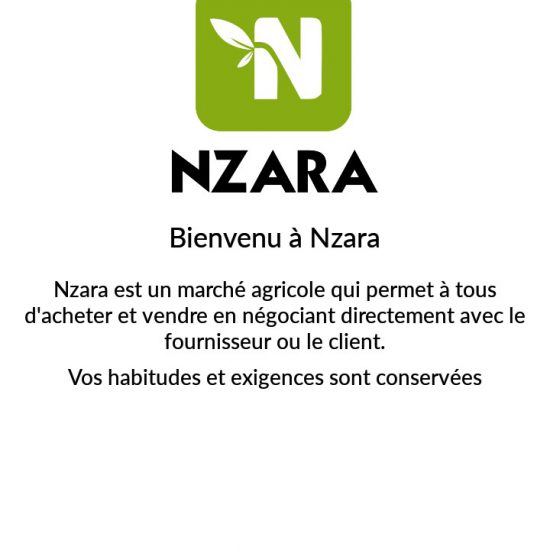 N
NZARA
Bienvenu à Nzara
Nzara est un marché agricole qui permet à tous
d'acheter et vendre en négociant directement avec le
fournisseur ou le client.
Vos habitudes et exigences sont conservées